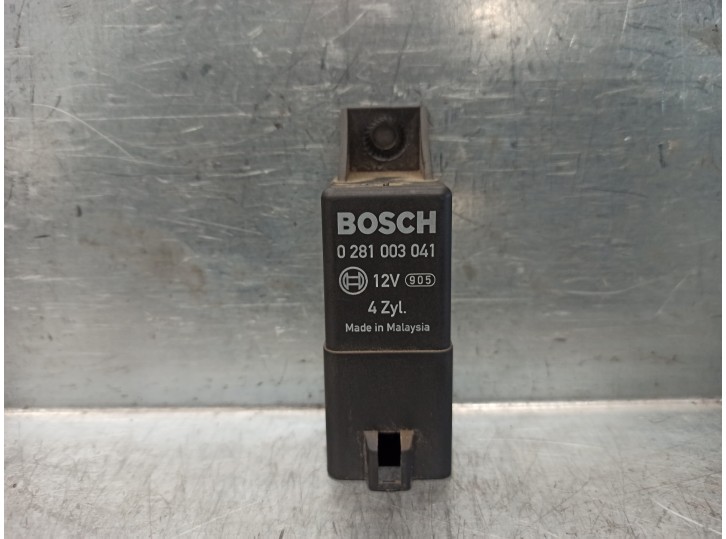 BOSCH
0 281 003 041
12V 905
4 Zyl.
Made in Malaysia